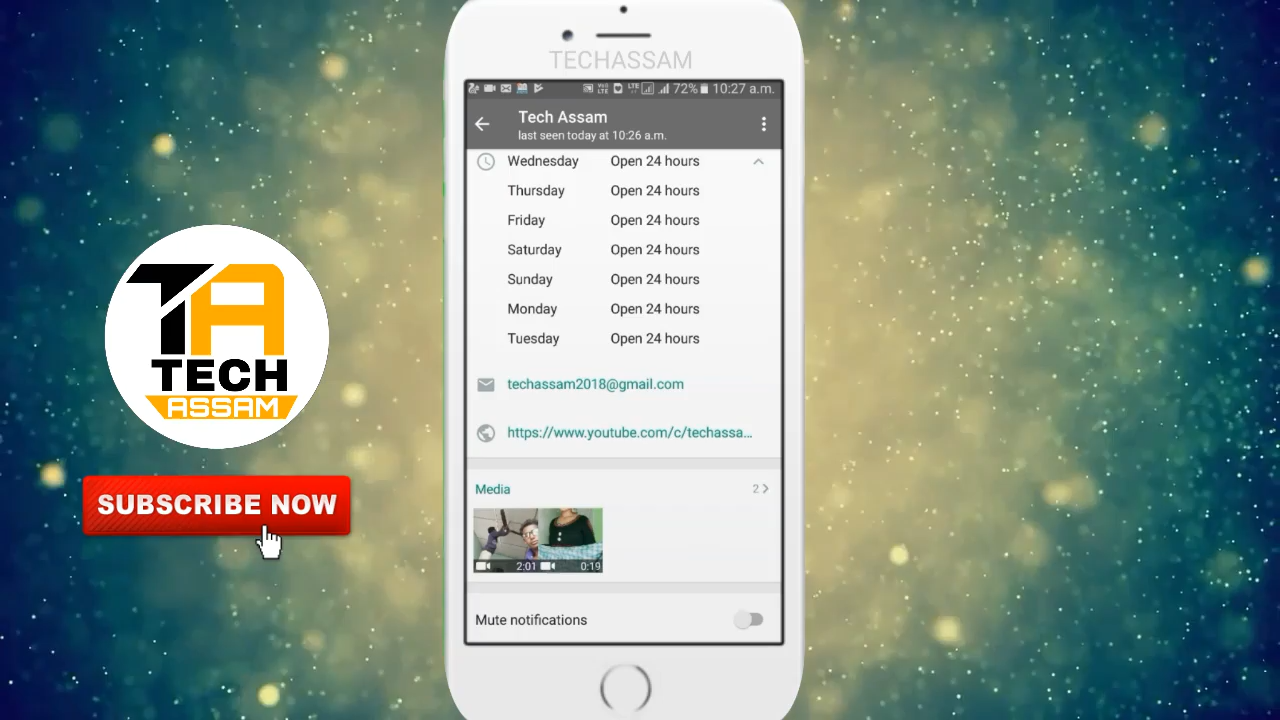 TECHASSAM
VoLTE LTE 72% 10:27 a.m.
Tech Assam
last seen today at 10:26 a.m.
Wednesday Open 24 hours
Thursday Open 24 hours
Friday Open 24 hours
Saturday Open 24 hours
Sunday Open 24 hours
Monday Open 24 hours
Tuesday Open 24 hours
techassam2018@gmail.com
https://www.youtube.com/c/techassa...
Media 2
2:01 0:19
Mute notifications
TA
TECH
ASSAM
SUBSCRIBE NOW